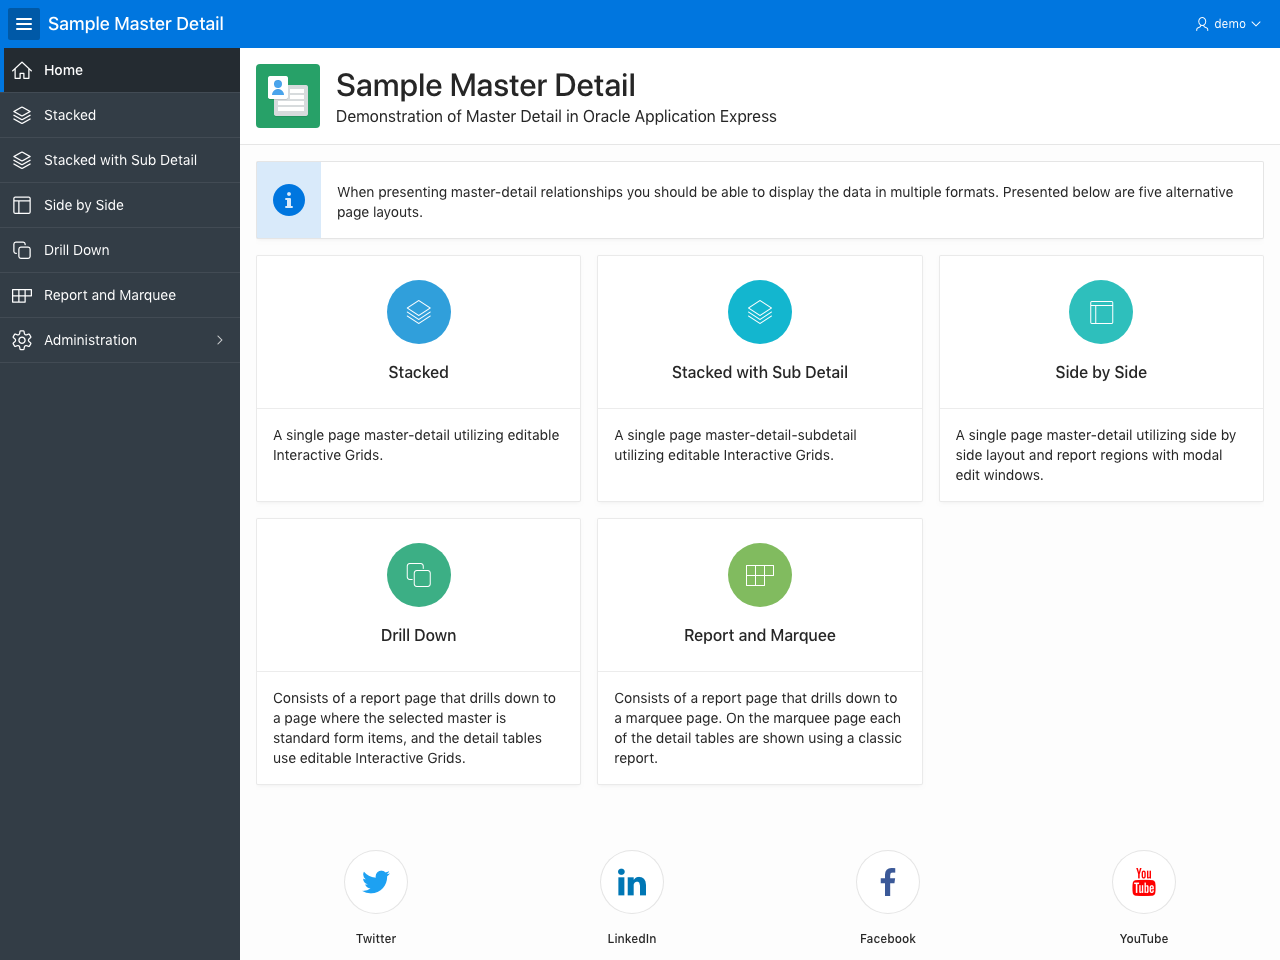 Sample Master Detail
demo
Home
Stacked
Stacked with Sub Detail
Side by Side
Drill Down
Report and Marquee
Administration
Sample Master Detail
Demonstration of Master Detail in Oracle Application Express
When presenting master-detail relationships you should be able to display the data in multiple formats. Presented below are five alternative
page layouts.
Stacked
A single page master-detail utilizing editable
Interactive Grids.
Stacked with Sub Detail
A single page master-detail-subdetail
utilizing editable Interactive Grids.
Side by Side
A single page master-detail utilizing side by
side layout and report regions with modal
edit windows.
Drill Down
Consists of a report page that drills down to
a page where the selected master is
standard form items, and the detail tables
use editable Interactive Grids.
Report and Marquee
Consists of a report page that drills down to
a marquee page. On the marquee page each
of the detail tables are shown using a classic
report.
in
f
You
Tube
Twitter
LinkedIn
Facebook
YouTube